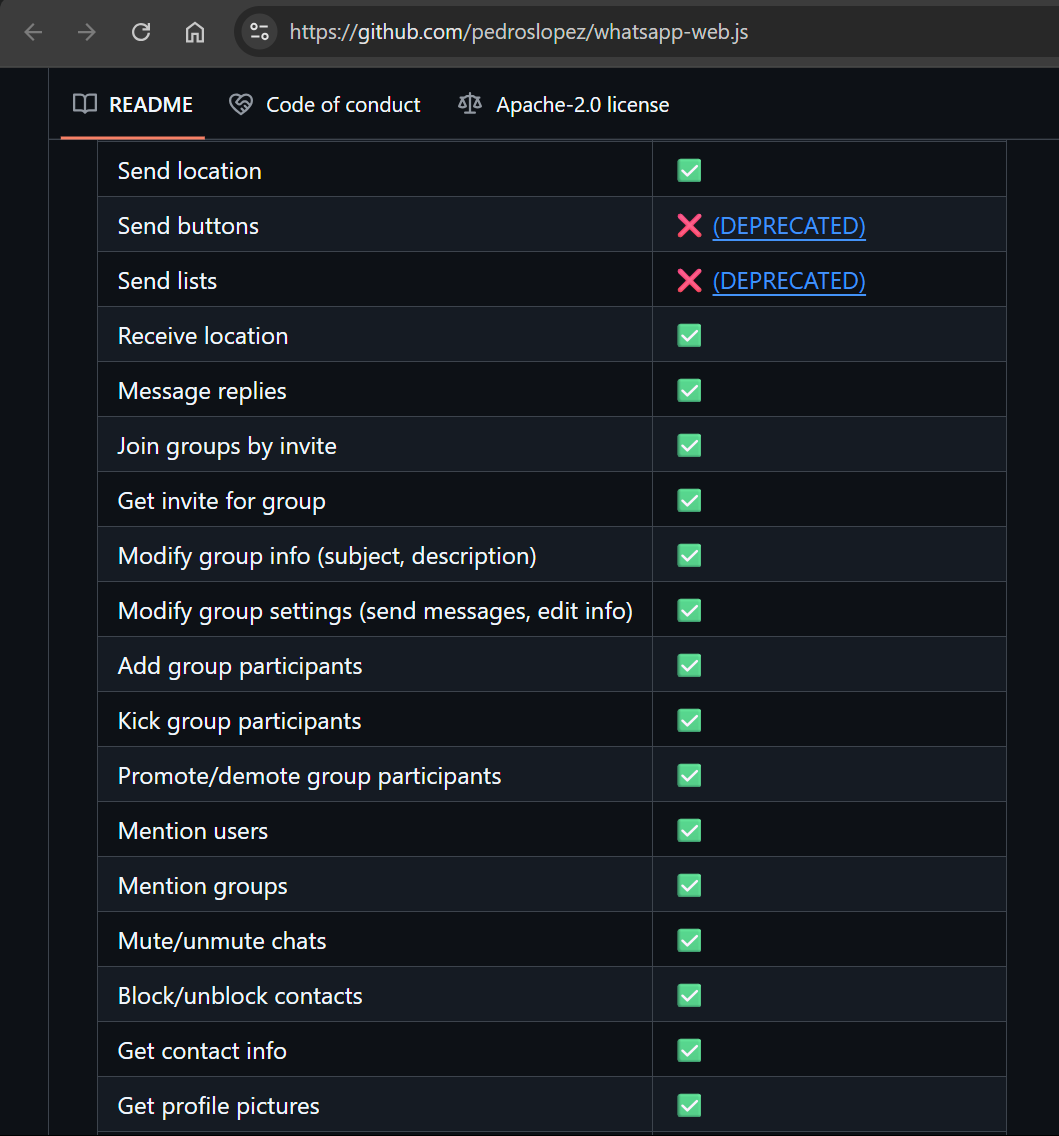 https://github.com/pedroslopez/whatsapp-web.js
README Code of conduct Apache-2.0 license
Send location ✅
Send buttons ❌ (DEPRECATED)
Send lists ❌ (DEPRECATED)
Receive location ✅
Message replies ✅
Join groups by invite ✅
Get invite for group ✅
Modify group info (subject, description) ✅
Modify group settings (send messages, edit info) ✅
Add group participants ✅
Kick group participants ✅
Promote/demote group participants ✅
Mention users ✅
Mention groups ✅
Mute/unmute chats ✅
Block/unblock contacts ✅
Get contact info ✅
Get profile pictures ✅